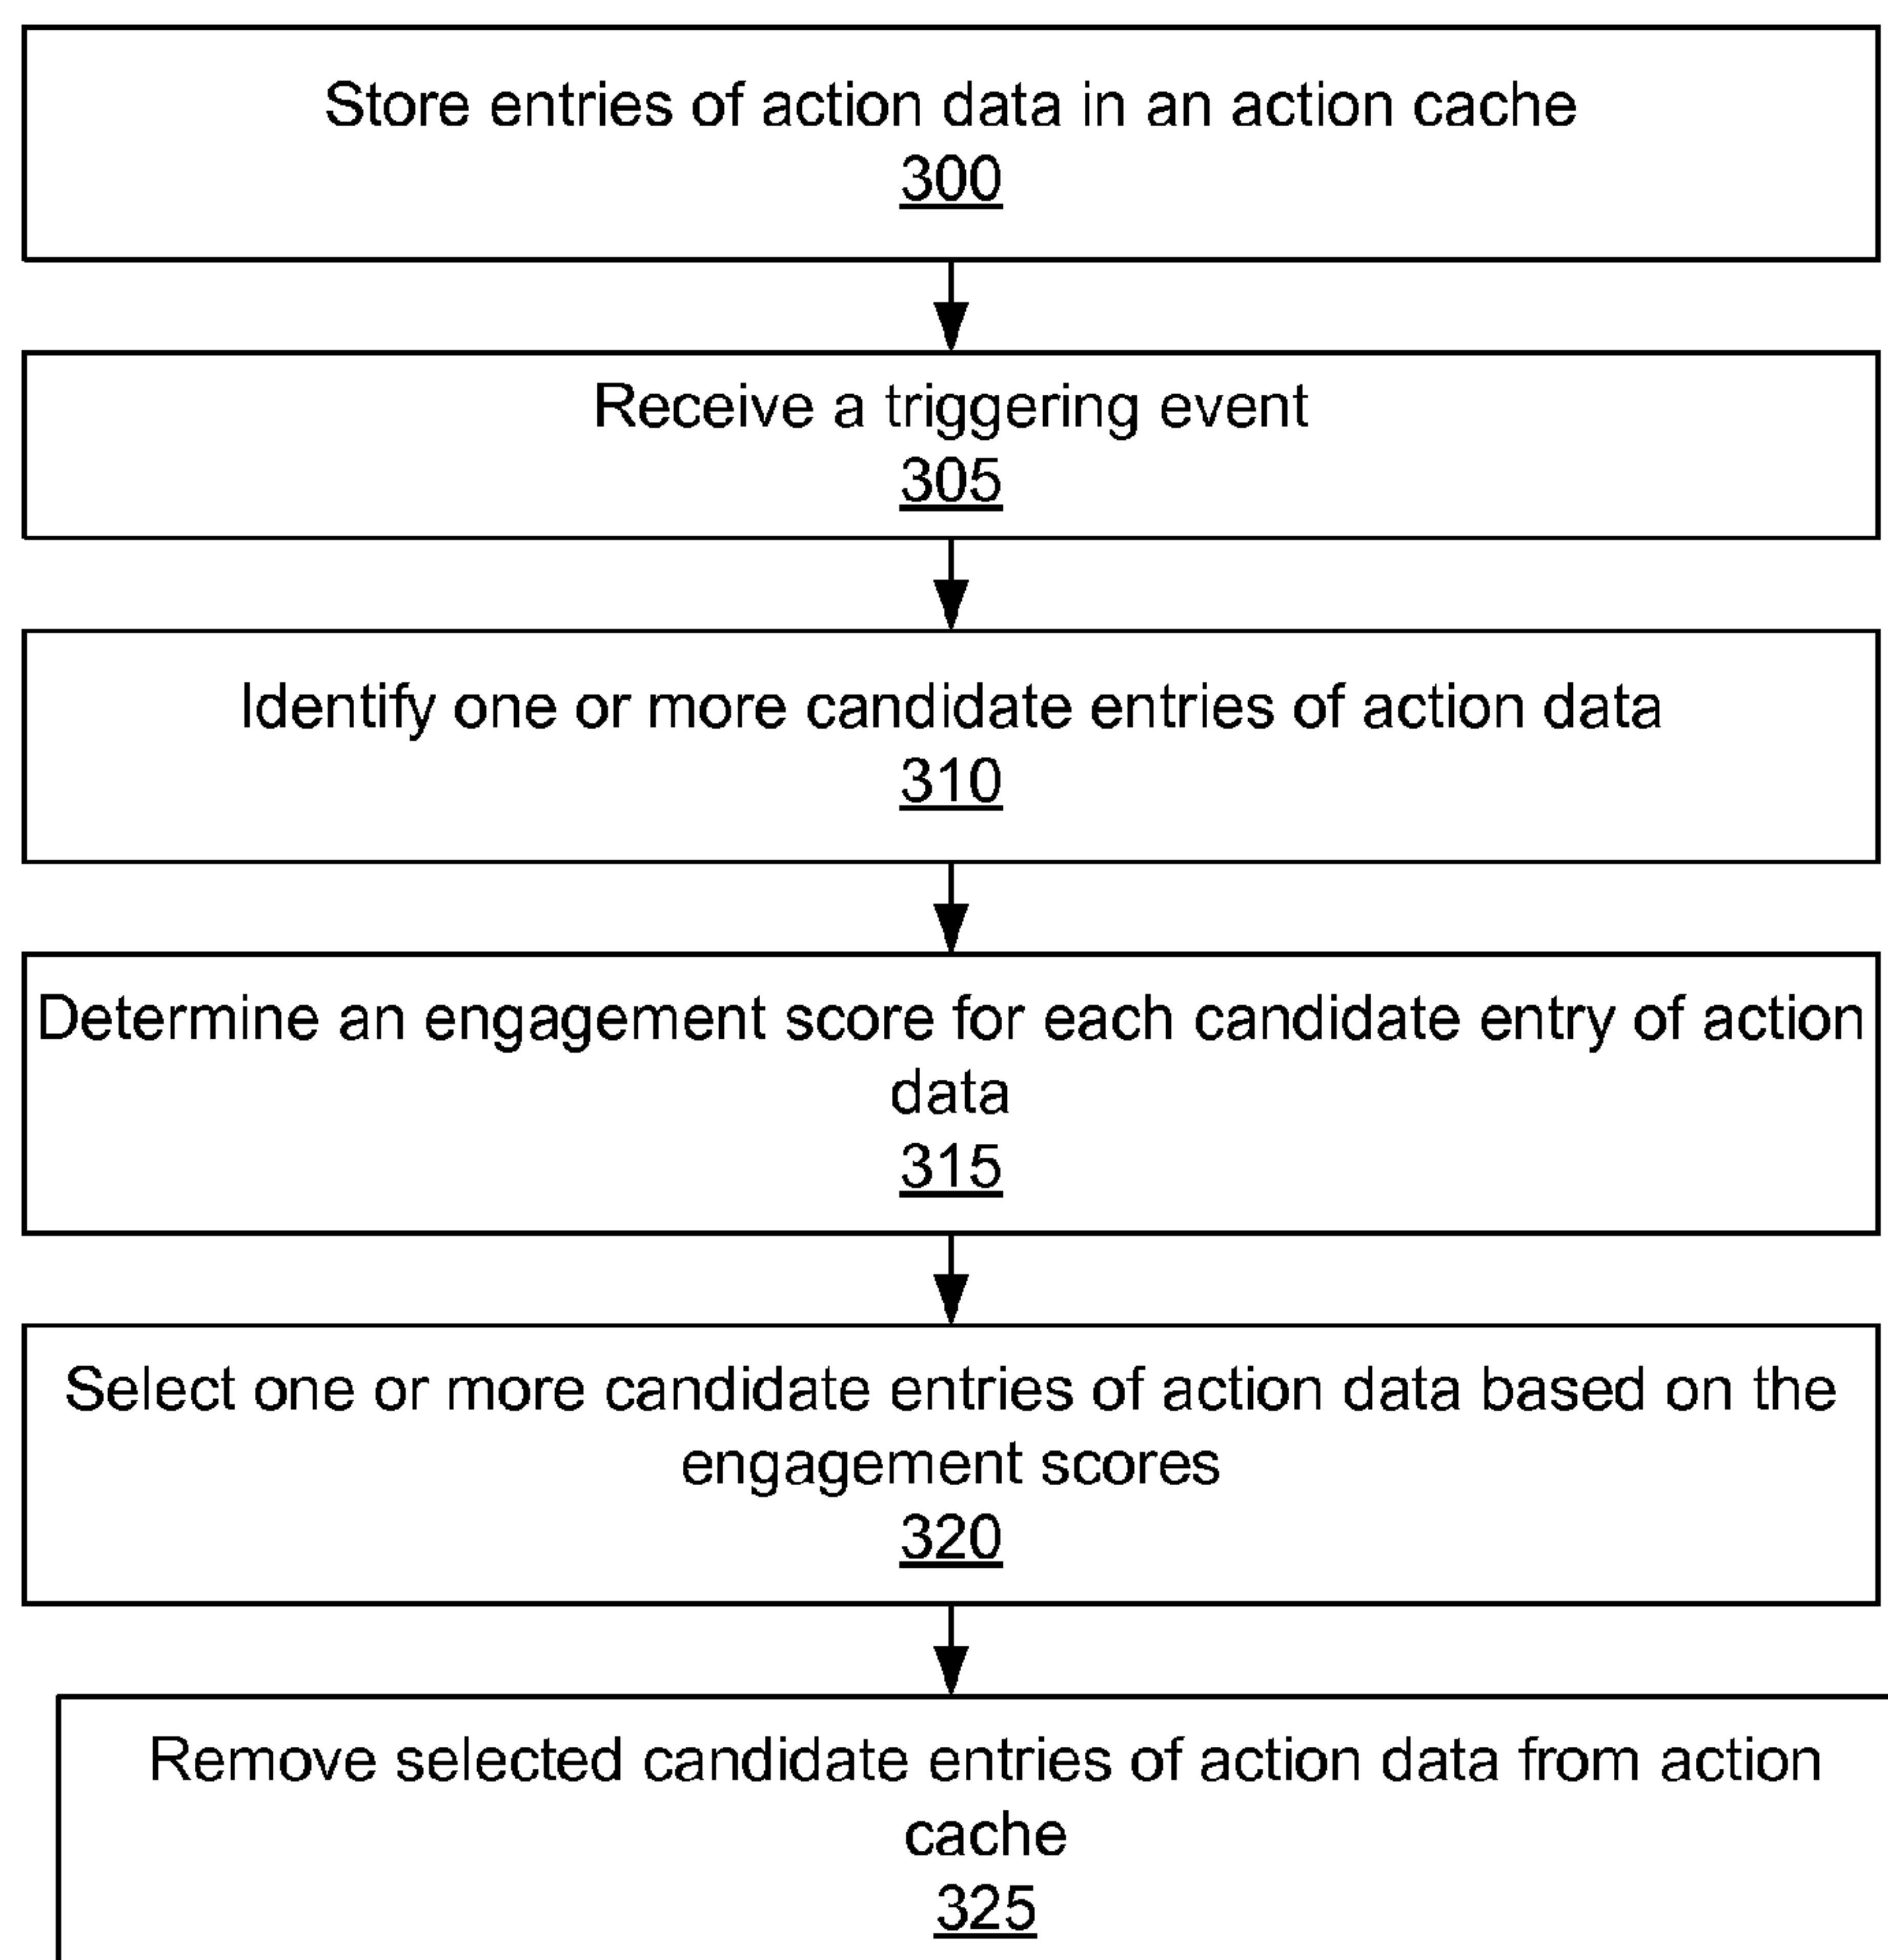 Store entries of action data in an action cache
300
Receive a triggering event
305
Identify one or more candidate entries of action data
310
Determine an engagement score for each candidate entry of action
data
315
Select one or more candidate entries of action data based on the
engagement scores
320
Remove selected candidate entries of action data from action
cache
325